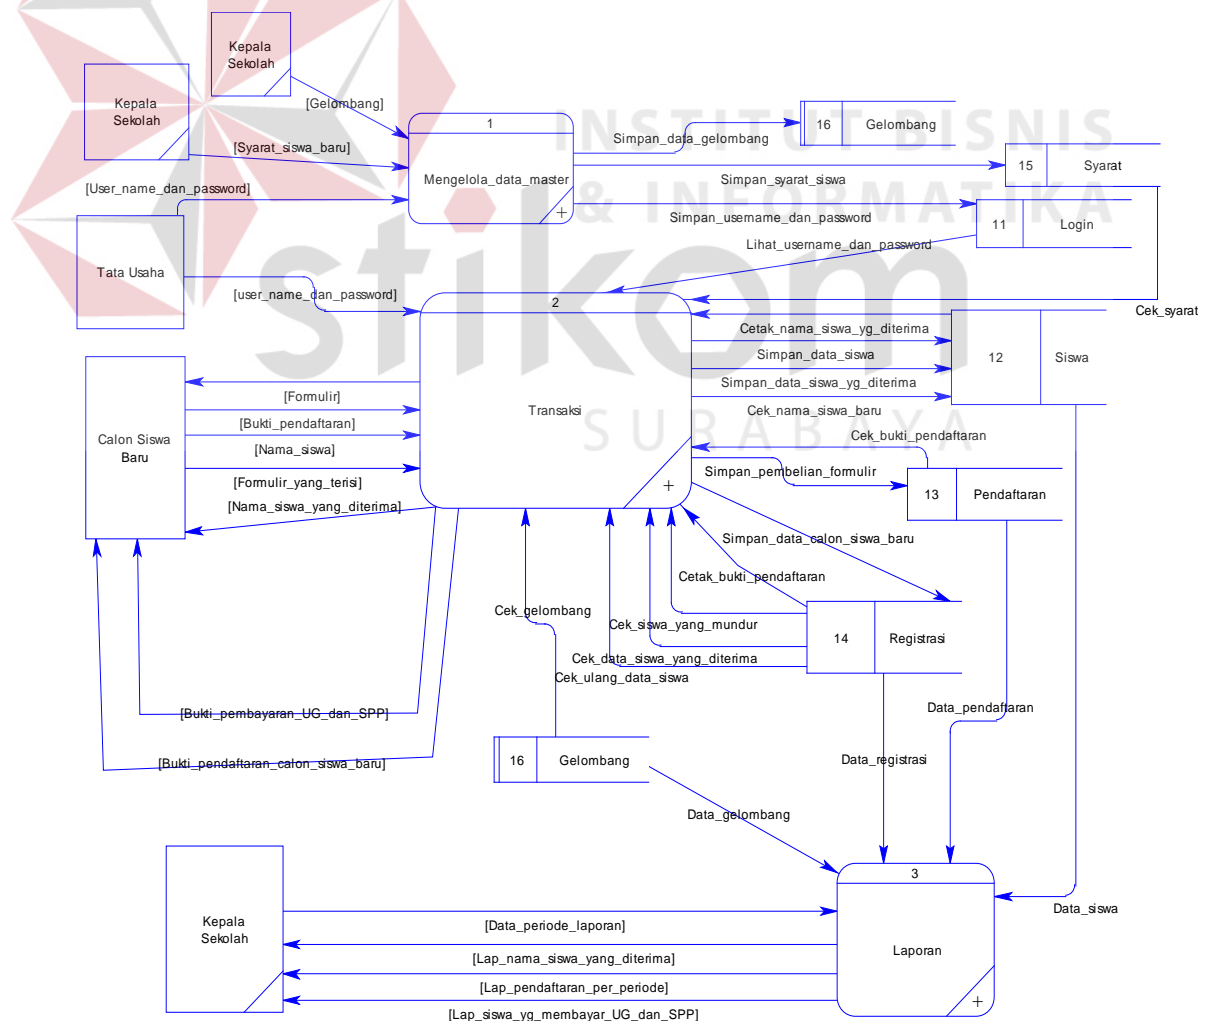 Kepala
Sekolah
Kepala
Sekolah
[Gelombang]
[Syarat_siswa_baru]
[User_name_dan_password]
1
Mengelola_data_master
+
Simpan_data_gelombang
16
Gelombang
INSTITUT BISNIS
& INFORMATIKA
15
Syarat
Simpan_syarat_siswa
Simpan_username_dan_password
11
Login
Lihat_username_dan_password
Tata Usaha
[user_name_dan_password]
stikom
SURABAYA
2
Transaksi
+
Cek_syarat
Cetak_nama_siswa_yg_diterima
Simpan_data_siswa
Simpan_data_siswa_yg_diterima
Cek_nama_siswa_baru
12
Siswa
Calon Siswa
Baru
[Formulir]
[Bukti_pendaftaran]
[Nama_siswa]
[Formulir_yang_terisi]
[Nama_siswa_yang_diterima]
Cek_bukti_pendaftaran
Simpan_pembelian_formulir
13
Pendaftaran
Simpan_data_calon_siswa_baru
Cetak_bukti_pendaftaran
Cek_gelombang
Cek_siswa_yang_mundur
14
Registrasi
Cek_data_siswa_yang_diterima
Cek_ulang_data_siswa
[Bukti_pembayaran_UG_dan_SPP]
[Bukti_pendaftaran_calon_siswa_baru]
16
Gelombang
Data_pendaftaran
Data_registrasi
Data_gelombang
Data_siswa
Kepala
Sekolah
3
Laporan
+
[Data_periode_laporan]
[Lap_nama_siswa_yang_diterima]
[Lap_pendaftaran_per_periode]
[Lap_siswa_yg_membayar_UG_dan_SPP]